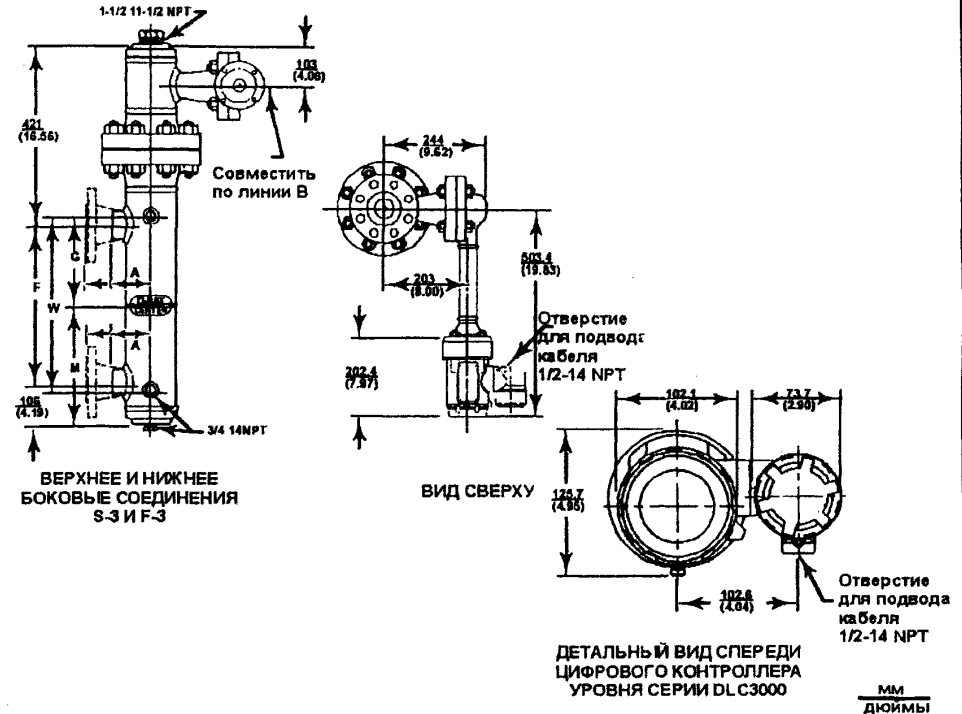 1-1/2 11-1/2 NPT
103
(4.06)
421
(16.56)
Совместить
по линии B
G
A
F
W
A
M
106
(4.19)
3/4 14NPT
ВЕРХНЕЕ И НИЖНЕЕ
БОКОВЫЕ СОЕДИНЕНИЯ
S-3 И F-3
244
(9.62)
503.4
(19.83)
203
(8.00)
Отверстие
для подвода
кабеля
1/2-14 NPT
202.4
(7.97)
ВИД СВЕРХУ
102.1
(4.02)
73.7
(2.90)
125.7
(4.95)
102.6
(4.04)
Отверстие
для подвода
кабеля
1/2-14 NPT
ДЕТАЛЬНЫЙ ВИД СПЕРЕДИ
ЦИФРОВОГО КОНТРОЛЛЕРА
УРОВНЯ СЕРИИ DLC3000
мм
дюймы